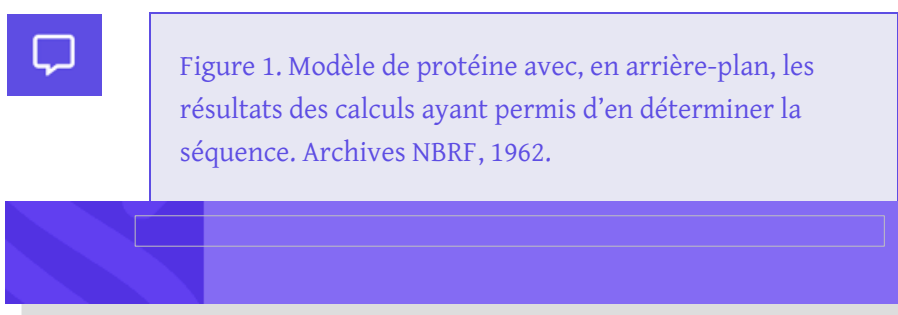 Figure 1. Modèle de protéine avec, en arrière-plan, les
résultats des calculs ayant permis d’en déterminer la
séquence. Archives NBRF, 1962.